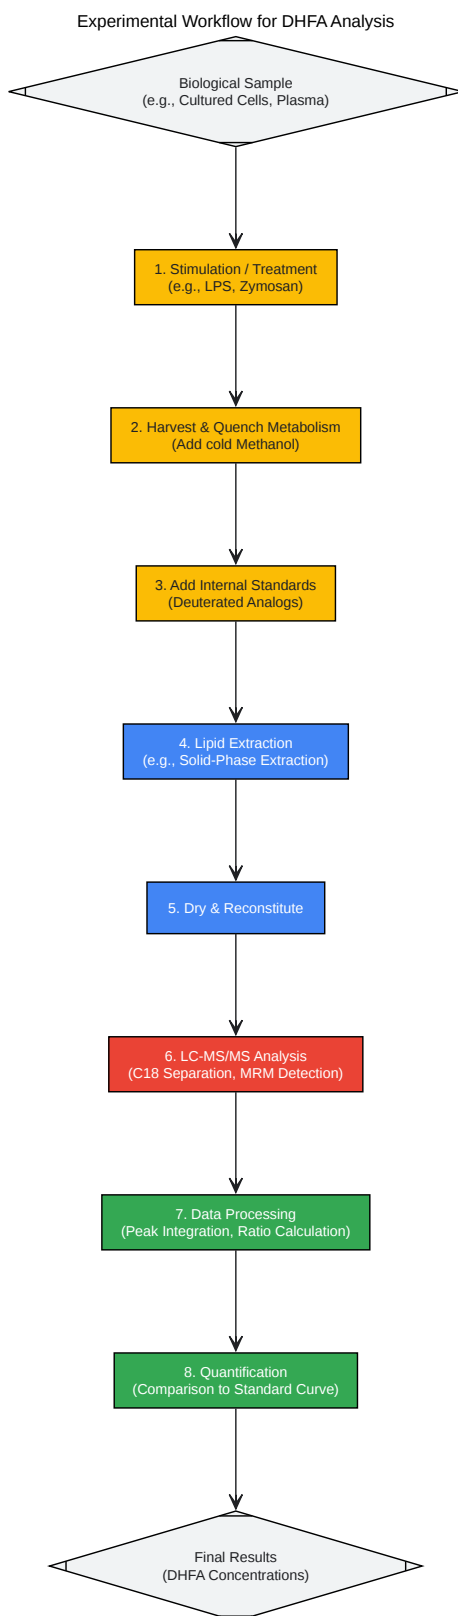 Experimental Workflow for DHFA Analysis
Biological Sample
(e.g., Cultured Cells, Plasma)
1. Stimulation / Treatment
(e.g., LPS, Zymosan)
2. Harvest & Quench Metabolism
(Add cold Methanol)
3. Add Internal Standards
(Deuterated Analogs)
4. Lipid Extraction
(e.g., Solid-Phase Extraction)
5. Dry & Reconstitute
6. LC-MS/MS Analysis
(C18 Separation, MRM Detection)
7. Data Processing
(Peak Integration, Ratio Calculation)
8. Quantification
(Comparison to Standard Curve)
Final Results
(DHFA Concentrations)